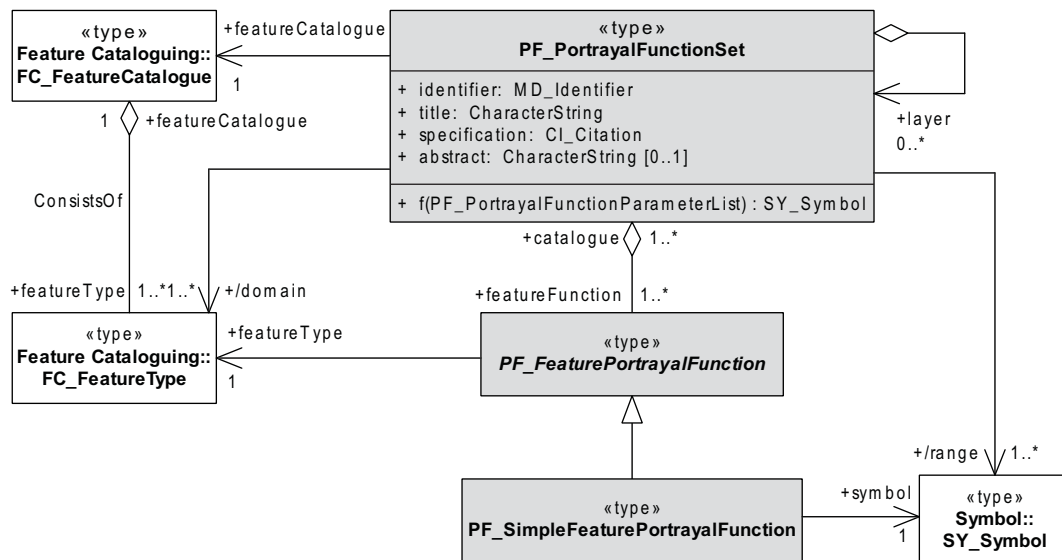 «type»
Feature Cataloguing::
FC_FeatureCatalogue
+featureCatalogue
1
«type»
PF_PortrayalFunctionSet
+ identifier: MD_Identifier
+ title: CharacterString
+ specification: CI_Citation
+ abstract: CharacterString [0..1]
+ f(PF_PortrayalFunctionParameterList) : SY_Symbol
+layer
0..*
1
+featureCatalogue
ConsistsOf
+featureType
1..*
1..*
+/domain
+catalogue
1..*
+featureFunction
1..*
«type»
Feature Cataloguing::
FC_FeatureType
+featureType
1
«type»
PF_FeaturePortrayalFunction
+/range
1..*
«type»
PF_SimpleFeaturePortrayalFunction
+symbol
1
«type»
Symbol::
SY_Symbol